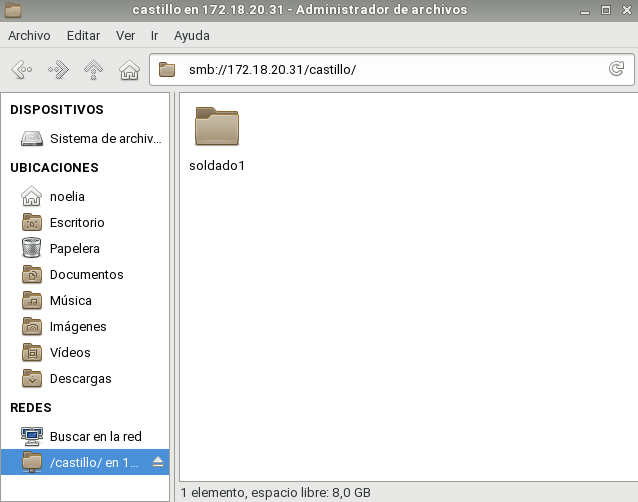 castillo en 172.18.20.31 - Administrador de archivos
Archivo Editar Ver Ir Ayuda
smb://172.18.20.31/castillo/
DISPOSITIVOS
Sistema de archiv...
UBICACIONES
noelia
Escritorio
Papelera
Documentos
Música
Imágenes
Vídeos
Descargas
REDES
Buscar en la red
/castillo/ en 1...
soldado1
1 elemento, espacio libre: 8,0 GB